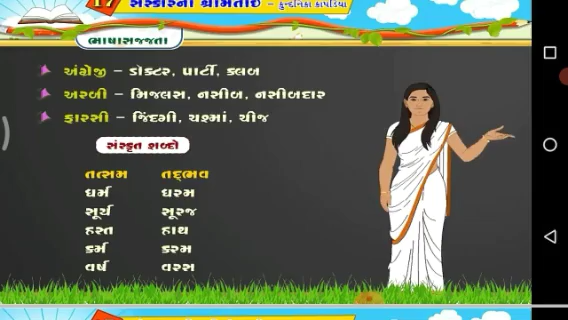 17 સંસ્કારની શ્રીમંતાઈ – કુન્દનિકા કાપડિયા
ભાષાસજ્જતા
અંગ્રેજી – ડૉક્ટર, પાર્ટી, ક્લબ
અરબી – મિજલસ, નસીબ, નસીબદાર
ફારસી – જિંદગી, ચશ્માં, ચીજ
સંસ્કૃત શબ્દો
તત્સમ તદ્ભવ
ધર્મ ધરમ
સૂર્ય સૂરજ
હસ્ત હાથ
કર્મ કરમ
વર્ષ વરસ